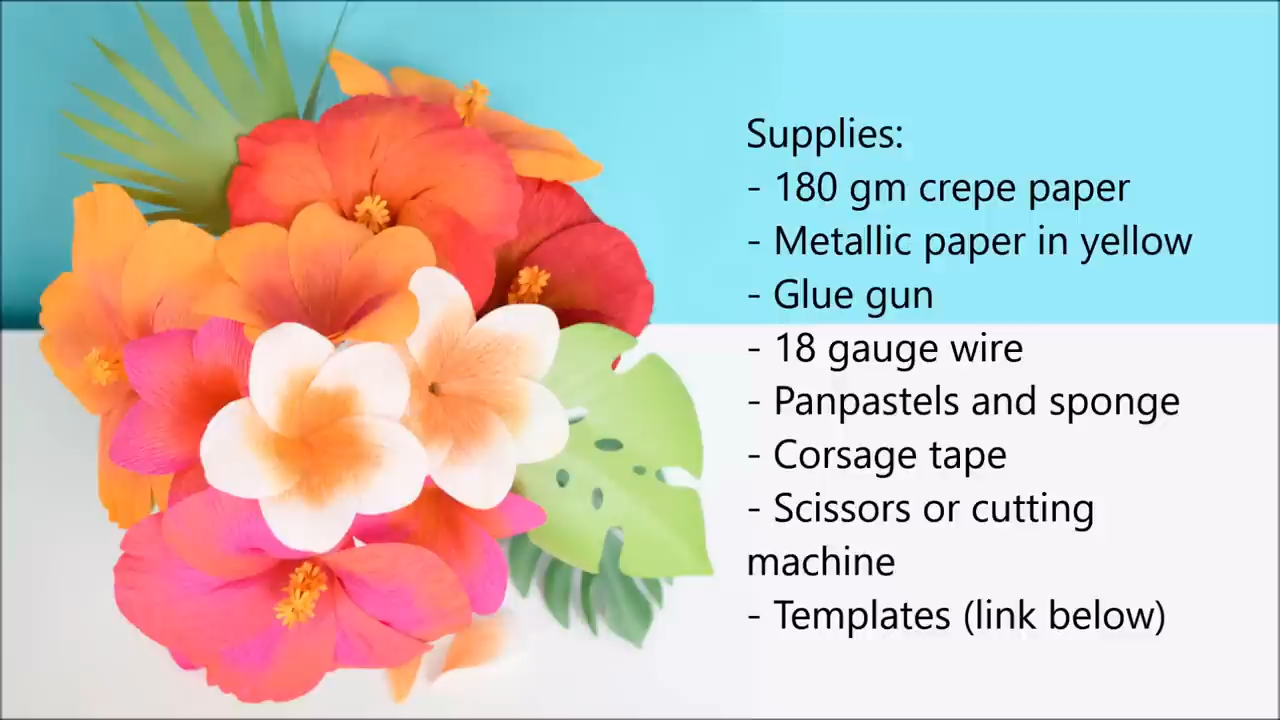 Supplies:
- 180 gm crepe paper
- Metallic paper in yellow
- Glue gun
- 18 gauge wire
- Panpastels and sponge
- Corsage tape
- Scissors or cutting
machine
- Templates (link below)